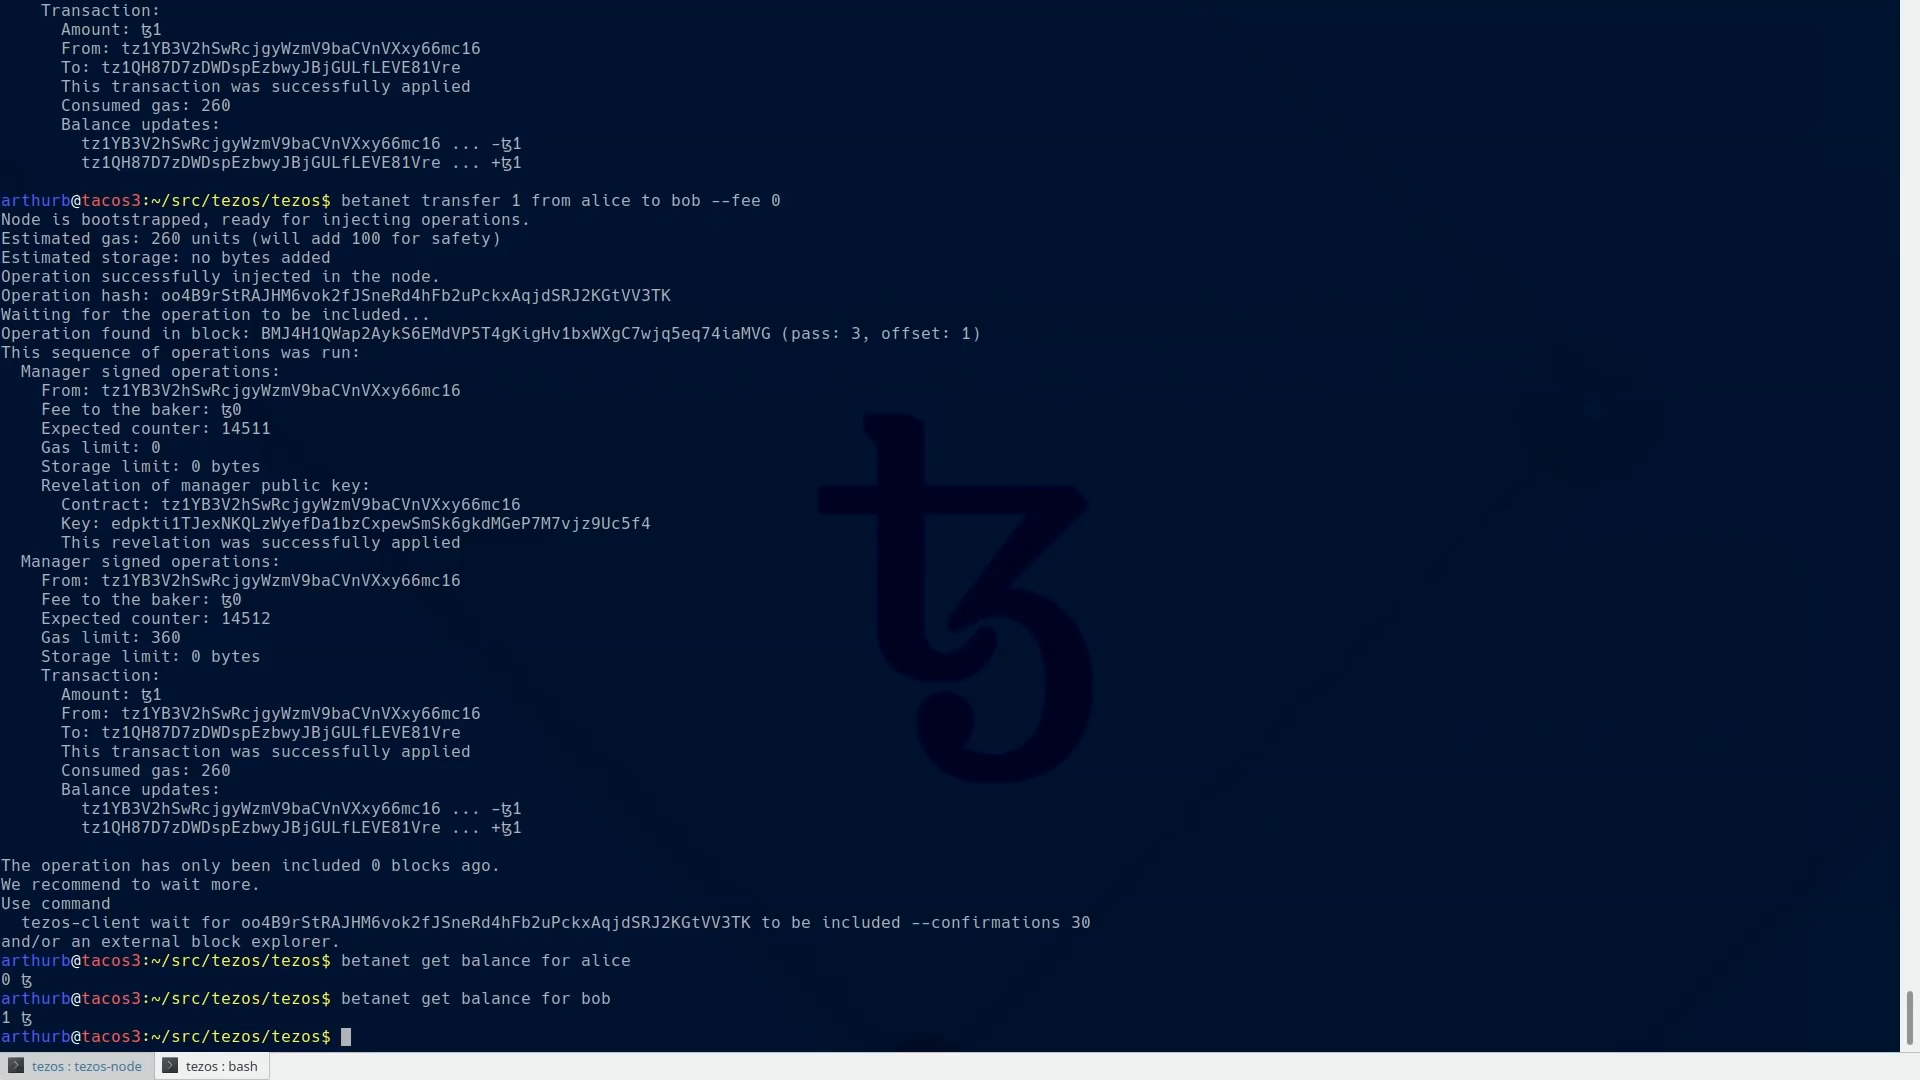 Transaction:
Amount: ꜩ1
From: tz1YB3V2hSwRcjgyWzmV9baCVnVXxy66mc16
To: tz1QH87D7zDWDspEzbwyJBjGULfLEVE81Vre
This transaction was successfully applied
Consumed gas: 260
Balance updates:
tz1YB3V2hSwRcjgyWzmV9baCVnVXxy66mc16 ... -ꜩ1
tz1QH87D7zDWDspEzbwyJBjGULfLEVE81Vre ... +ꜩ1
arthurb@tacos3:~/src/tezos/tezos$ betanet transfer 1 from alice to bob --fee 0
Node is bootstrapped, ready for injecting operations.
Estimated gas: 260 units (will add 100 for safety)
Estimated storage: no bytes added
Operation successfully injected in the node.
Operation hash: oo4B9rStRAJHM6vok2fJSneRd4hFb2uPckxAqjdSRJ2KGtVV3TK
Waiting for the operation to be included...
Operation found in block: BMJ4H1QWap2AykS6EMdVP5T4gKigHv1bxWXgC7wjq5eq74iaMVG (pass: 3, offset: 1)
This sequence of operations was run:
Manager signed operations:
From: tz1YB3V2hSwRcjgyWzmV9baCVnVXxy66mc16
Fee to the baker: ꜩ0
Expected counter: 14511
Gas limit: 0
Storage limit: 0 bytes
Revelation of manager public key:
Contract: tz1YB3V2hSwRcjgyWzmV9baCVnVXxy66mc16
Key: edpkti1TJexNKQLzWyefDa1bzCxpewSmSk6gkdMGeP7M7vjz9Uc5f4
This revelation was successfully applied
Manager signed operations:
From: tz1YB3V2hSwRcjgyWzmV9baCVnVXxy66mc16
Fee to the baker: ꜩ0
Expected counter: 14512
Gas limit: 360
Storage limit: 0 bytes
Transaction:
Amount: ꜩ1
From: tz1YB3V2hSwRcjgyWzmV9baCVnVXxy66mc16
To: tz1QH87D7zDWDspEzbwyJBjGULfLEVE81Vre
This transaction was successfully applied
Consumed gas: 260
Balance updates:
tz1YB3V2hSwRcjgyWzmV9baCVnVXxy66mc16 ... -ꜩ1
tz1QH87D7zDWDspEzbwyJBjGULfLEVE81Vre ... +ꜩ1
The operation has only been included 0 blocks ago.
We recommend to wait more.
Use command
tezos-client wait for oo4B9rStRAJHM6vok2fJSneRd4hFb2uPckxAqjdSRJ2KGtVV3TK to be included --confirmations 30
and/or an external block explorer.
arthurb@tacos3:~/src/tezos/tezos$ betanet get balance for alice
0 ꜩ
arthurb@tacos3:~/src/tezos/tezos$ betanet get balance for bob
1 ꜩ
arthurb@tacos3:~/src/tezos/tezos$
tezos : tezos-node
tezos : bash